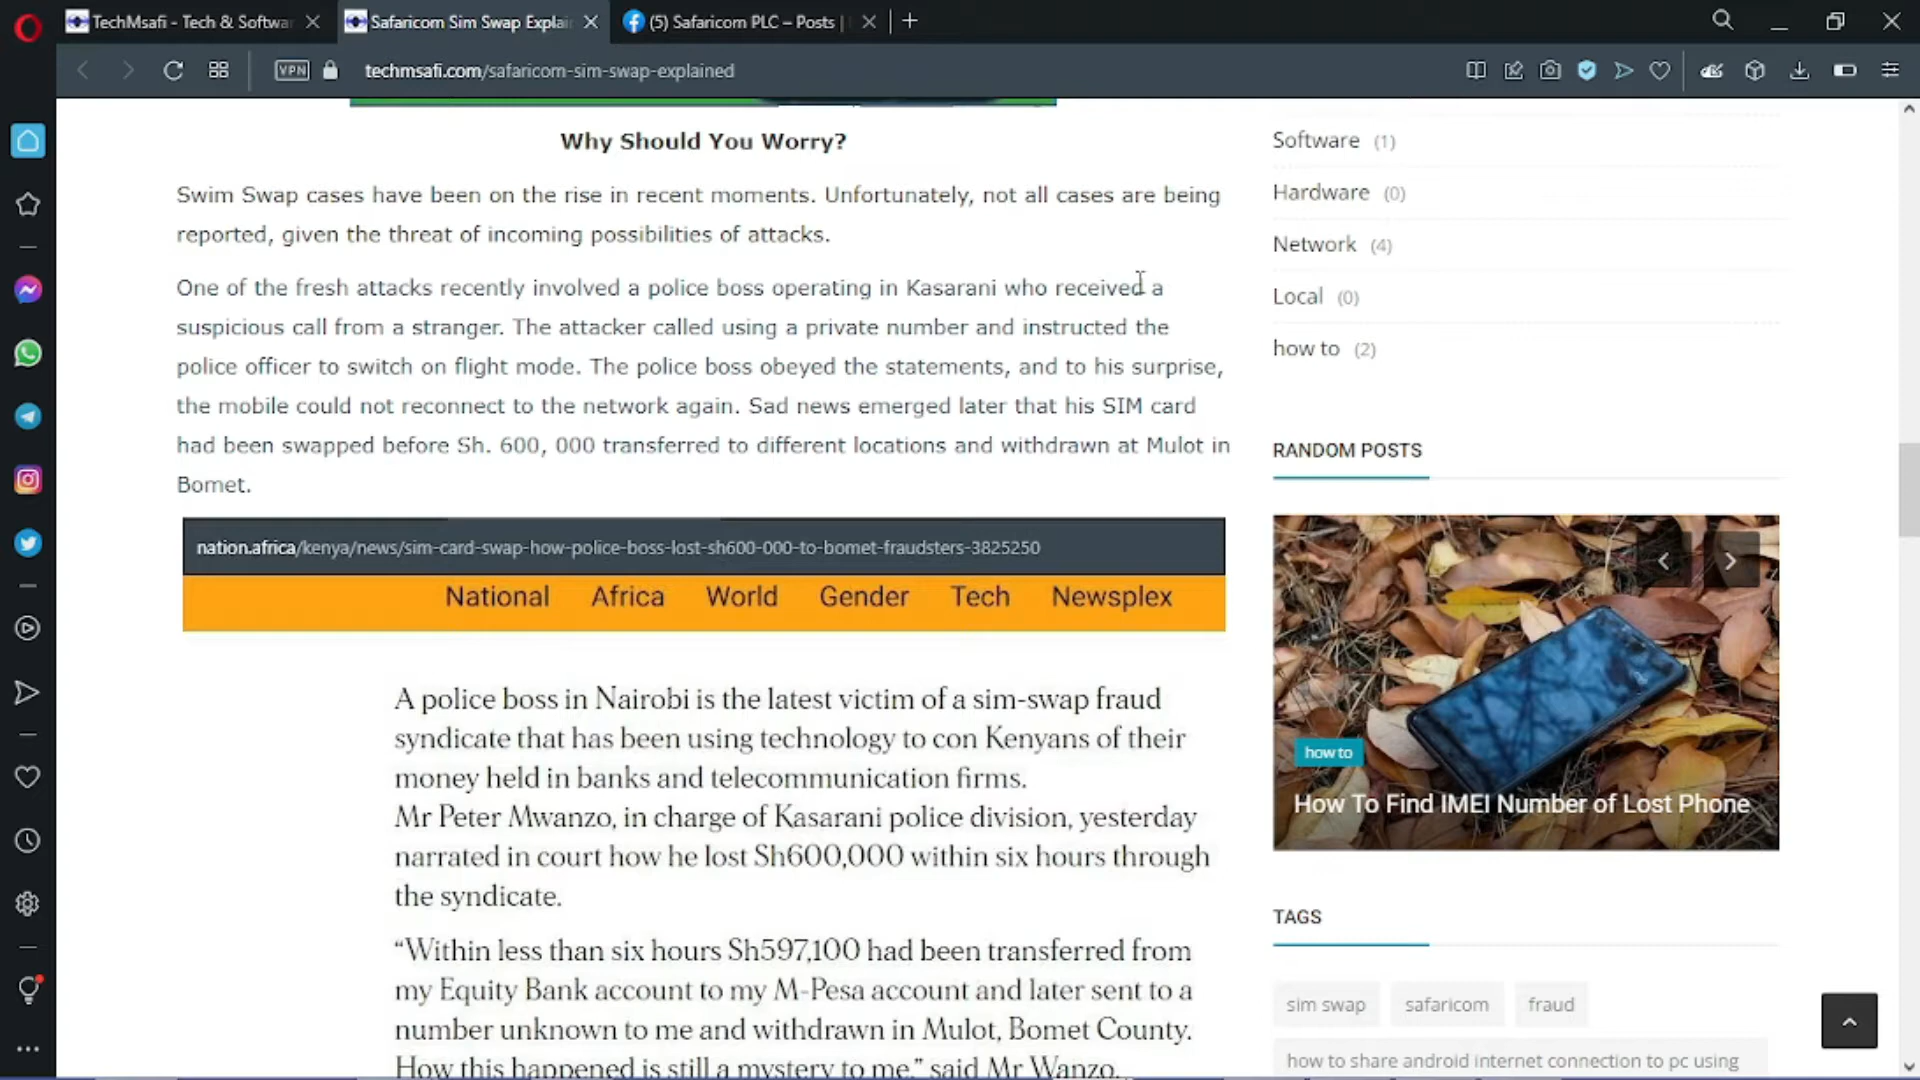 TechMsafi - Tech & Softwar
Safaricom Sim Swap Explai
(5) Safaricom PLC – Posts |
VPN
techmsafi.com/safaricom-sim-swap-explained
Why Should You Worry?
Swim Swap cases have been on the rise in recent moments. Unfortunately, not all cases are being
reported, given the threat of incoming possibilities of attacks.
One of the fresh attacks recently involved a police boss operating in Kasarani who received a
suspicious call from a stranger. The attacker called using a private number and instructed the
police officer to switch on flight mode. The police boss obeyed the statements, and to his surprise,
the mobile could not reconnect to the network again. Sad news emerged later that his SIM card
had been swapped before Sh. 600, 000 transferred to different locations and withdrawn at Mulot in
Bomet.
nation.africa/kenya/news/sim-card-swap-how-police-boss-lost-sh600-000-to-bomet-fraudsters-3825250
National Africa World Gender Tech Newsplex
A police boss in Nairobi is the latest victim of a sim-swap fraud
syndicate that has been using technology to con Kenyans of their
money held in banks and telecommunication firms.
Mr Peter Mwanzo, in charge of Kasarani police division, yesterday
narrated in court how he lost Sh600,000 within six hours through
the syndicate.
“Within less than six hours Sh597,100 had been transferred from
my Equity Bank account to my M-Pesa account and later sent to a
number unknown to me and withdrawn in Mulot, Bomet County.
How this happened is still a mystery to me,” said Mr Wanzo.
Software (1)
Hardware (0)
Network (4)
Local (0)
how to (2)
RANDOM POSTS
how to
How To Find IMEI Number of Lost Phone
TAGS
sim swap
safaricom
fraud
how to share android internet connection to pc using